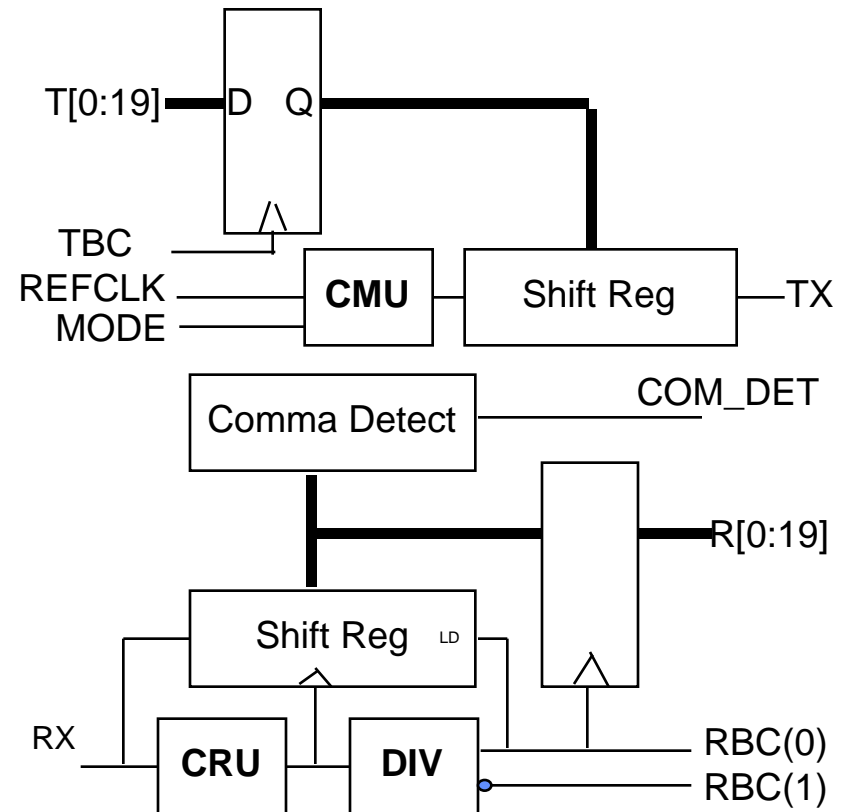 T[0:19]
D Q
TBC
REFCLK
MODE
CMU
Shift Reg
TX
COM_DET
Comma Detect
R[0:19]
Shift Reg LD
RX
CRU
DIV
RBC(0)
RBC(1)